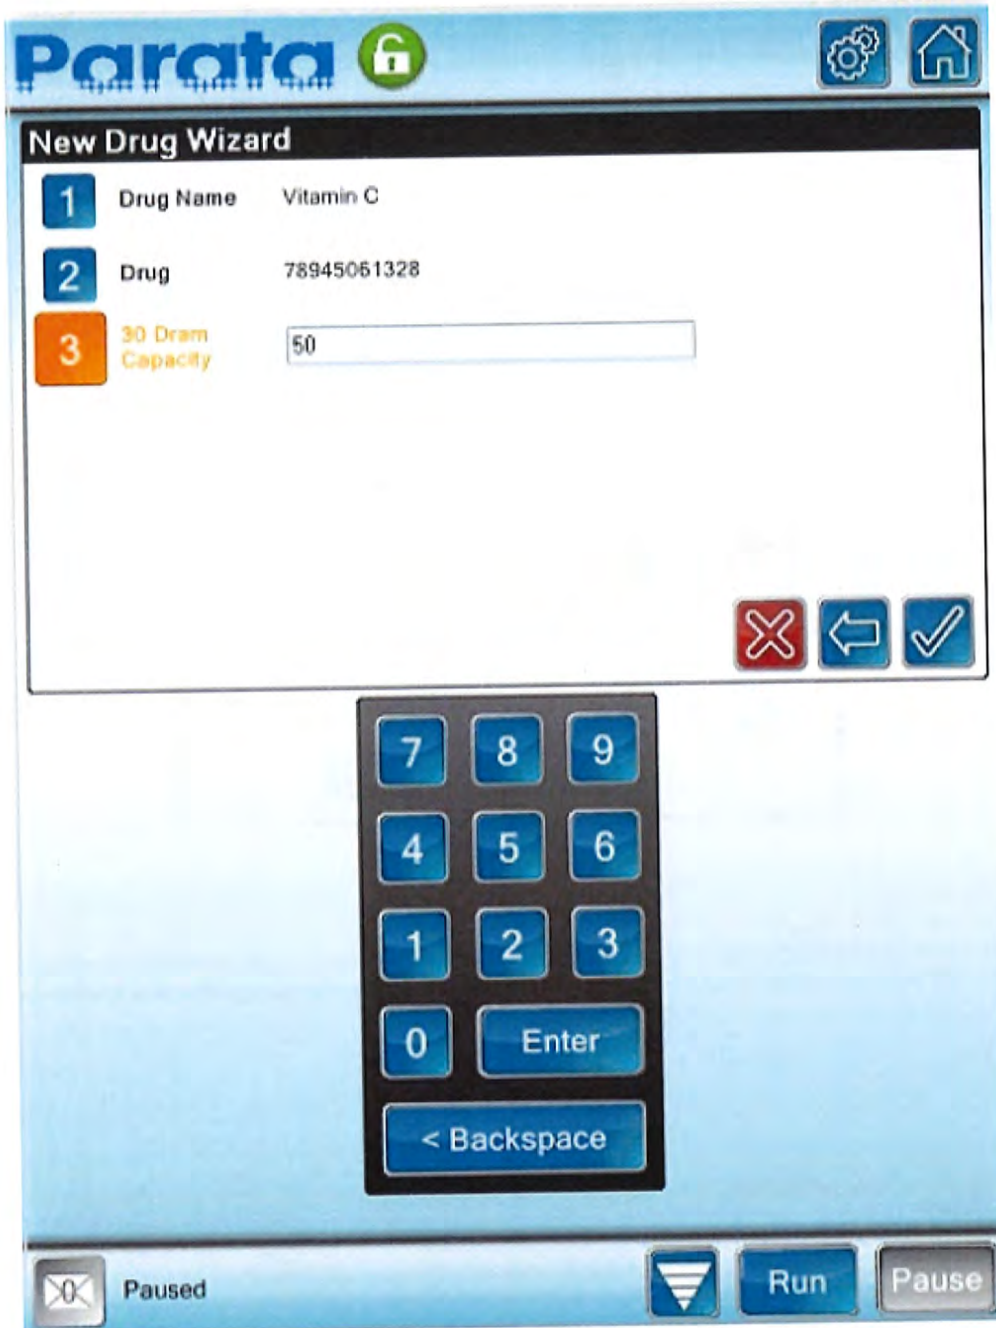 Parata
New Drug Wizard
1 Drug Name Vitamin C
2 Drug 78945061328
3 30 Dram
Capacity 50
7 8 9
4 5 6
1 2 3
0 Enter
< Backspace
0 Paused Run Pause